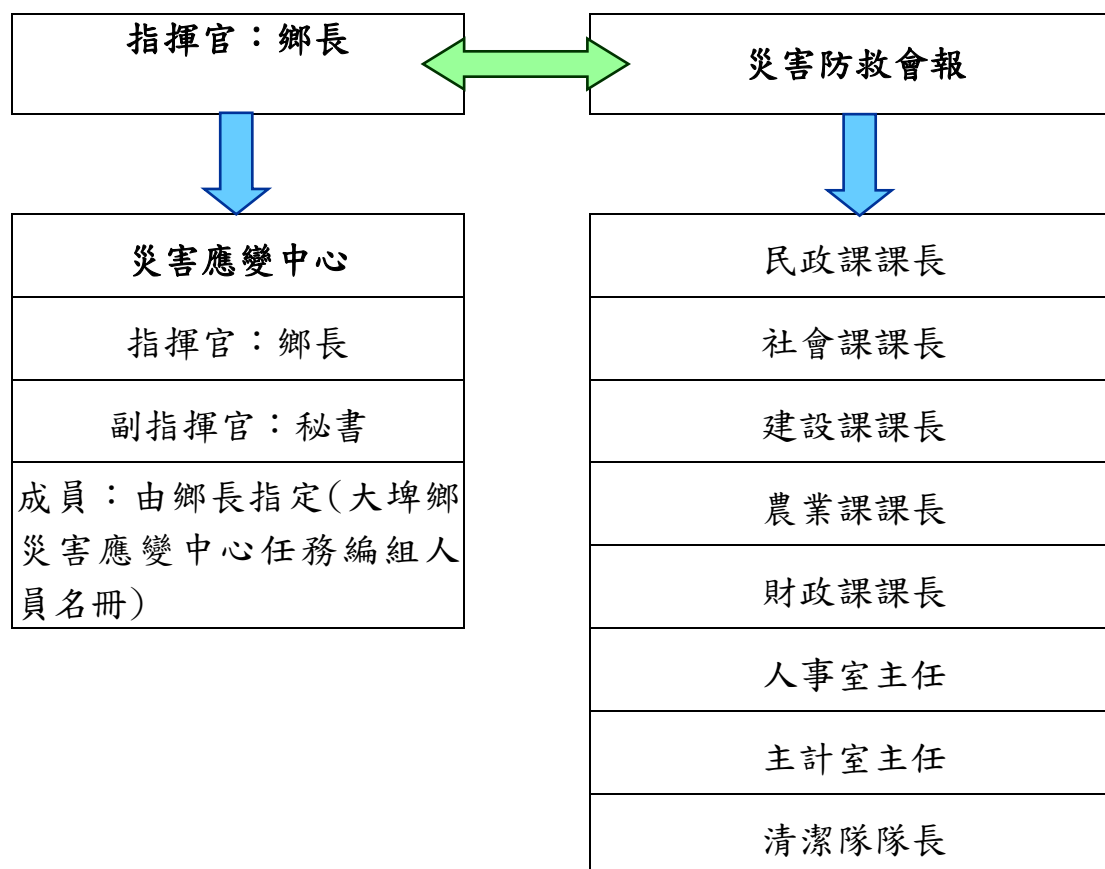 指揮官：鄉長
災害防救會報
災害應變中心
指揮官：鄉長
副指揮官：秘書
成員：由鄉長指定(大埤鄉
災害應變中心任務編組人
員名冊)
民政課課長
社會課課長
建設課課長
農業課課長
財政課課長
人事室主任
主計室主任
清潔隊隊長